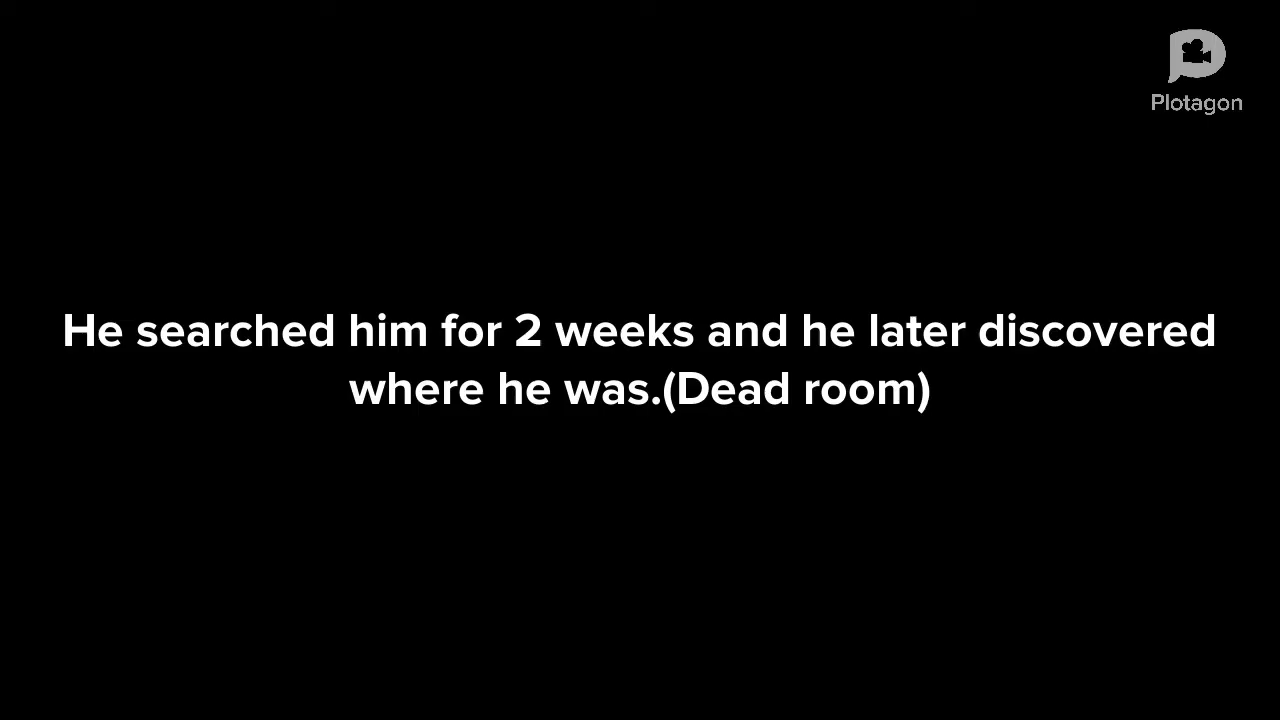 Plotagon
He searched him for 2 weeks and he later discovered
where he was.(Dead room)